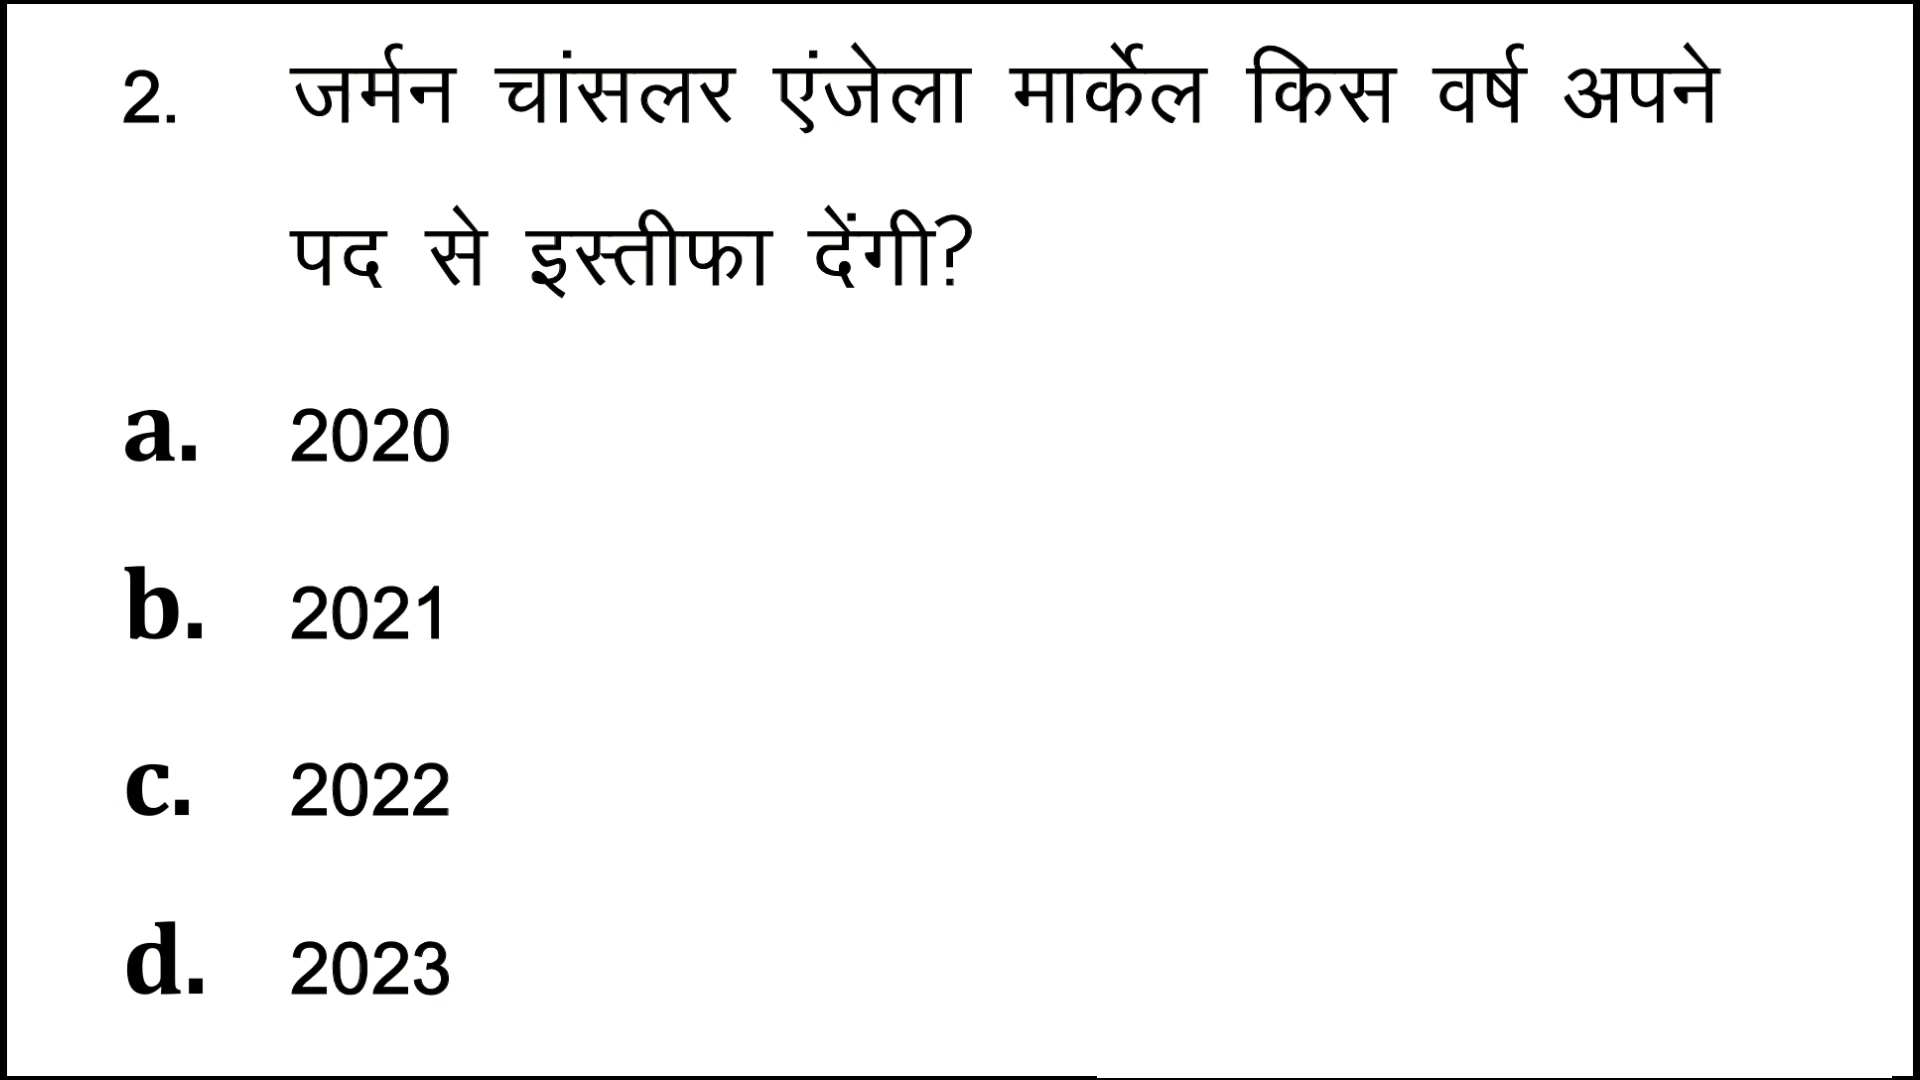 2. जर्मन चांसलर एंजेला मार्केल किस वर्ष अपने
पद से इस्तीफा देंगी?
a. 2020
b. 2021
c. 2022
d. 2023